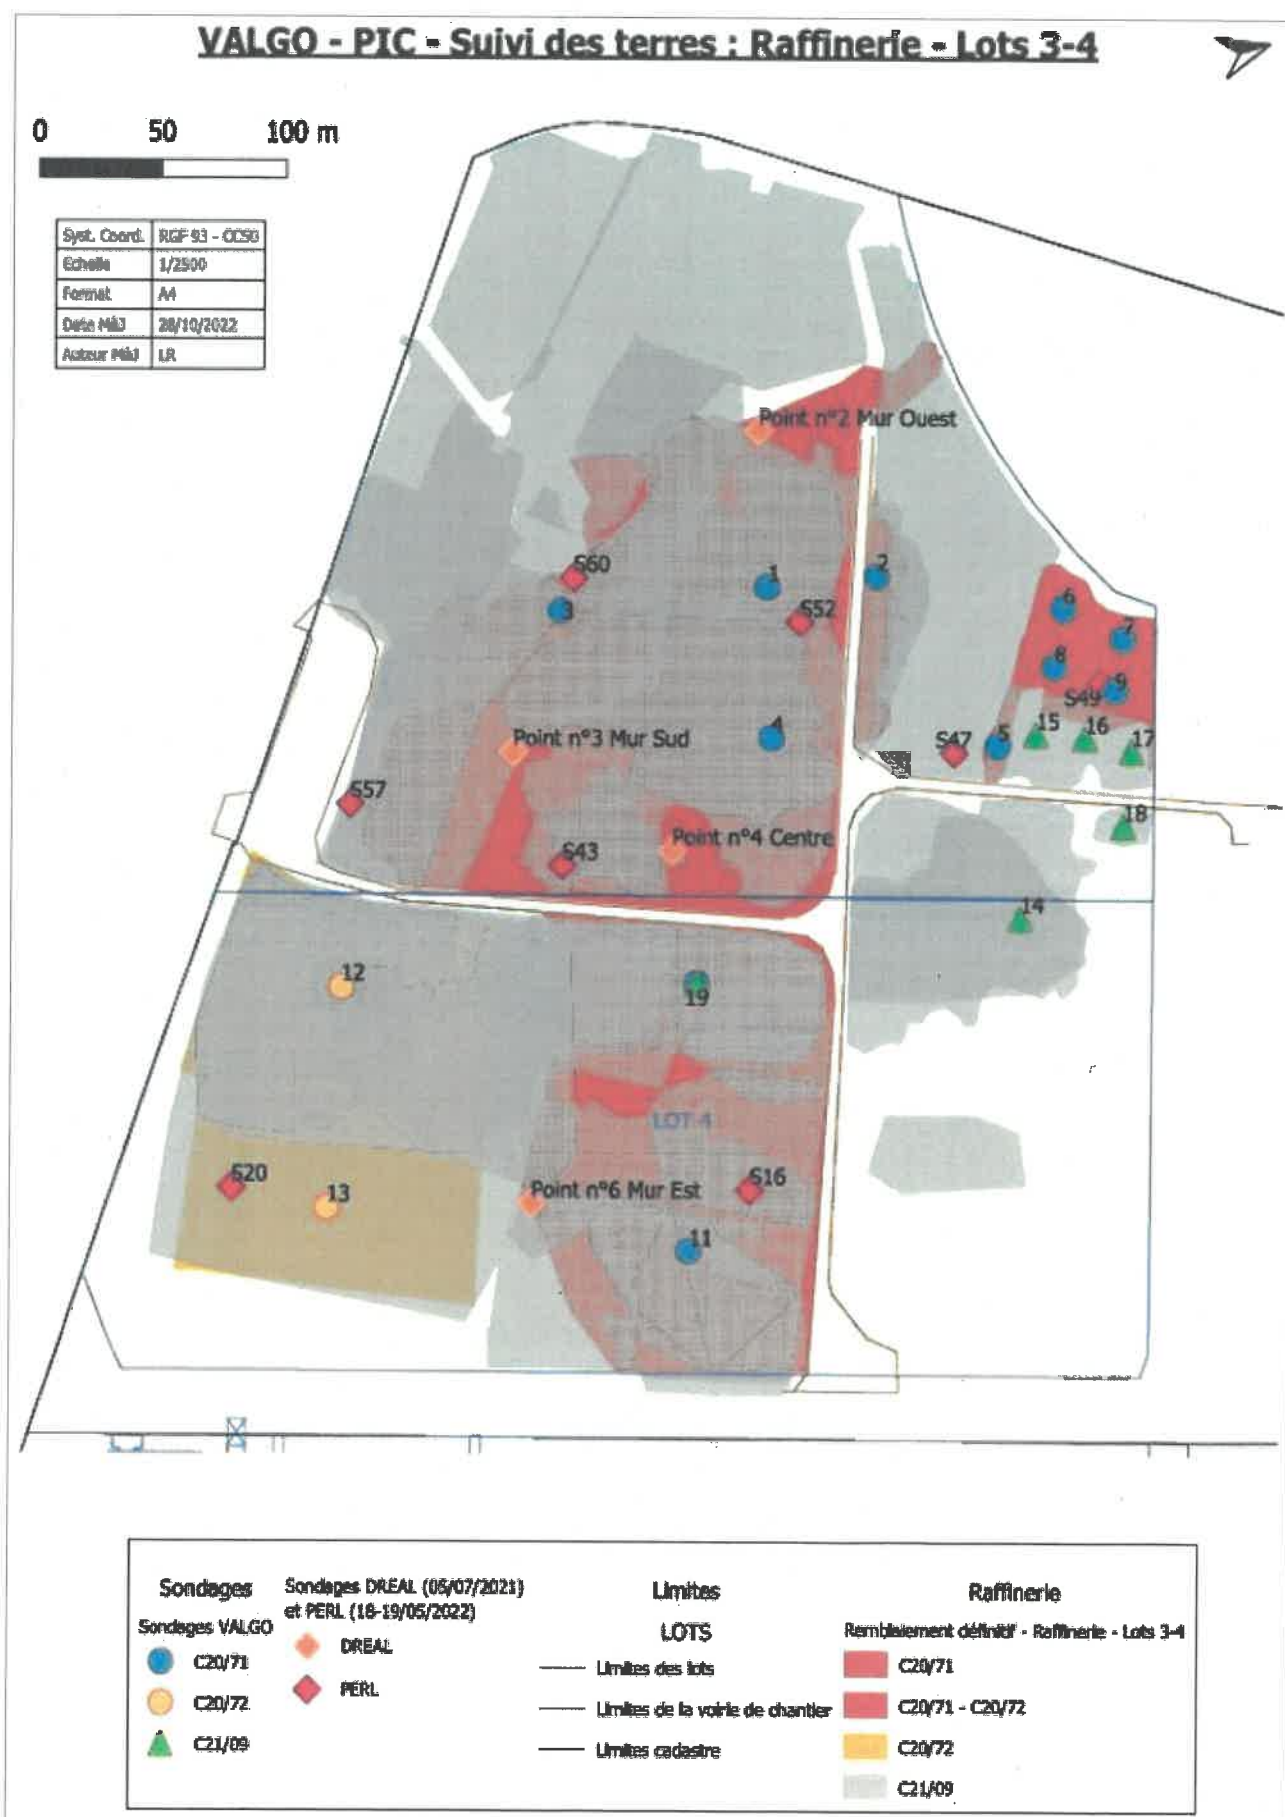 VALGO - PIC - Suivi des terres : Raffinerie - Lots 3-4
0 50 100 m
Syst. Coord. RGF 93 - CC50
Echelle 1/2500
Format A4
Date MàJ 28/10/2022
Auteur MàJ LR
Point n°2 Mur Ouest
S60
1
2
3
S52
6
7
8
9
S49
Point n°3 Mur Sud
4
S47
5
15
16
17
S57
18
Point n°4 Centre
S43
14
12
19
LOT 4
S20
13
Point n°6 Mur Est
S16
11
Sondages
Sondages VALGO
C20/71
C20/72
C21/09
Sondages DREAL (05/07/2021)
et PERL (18-19/05/2022)
DREAL
PERL
Limites
LOTS
Limites des lots
Limites de la voirie de chantier
Limites cadastre
Raffinerie
Remblaiement définitif - Raffinerie - Lots 3-4
C20/71
C20/71 - C20/72
C20/72
C21/09